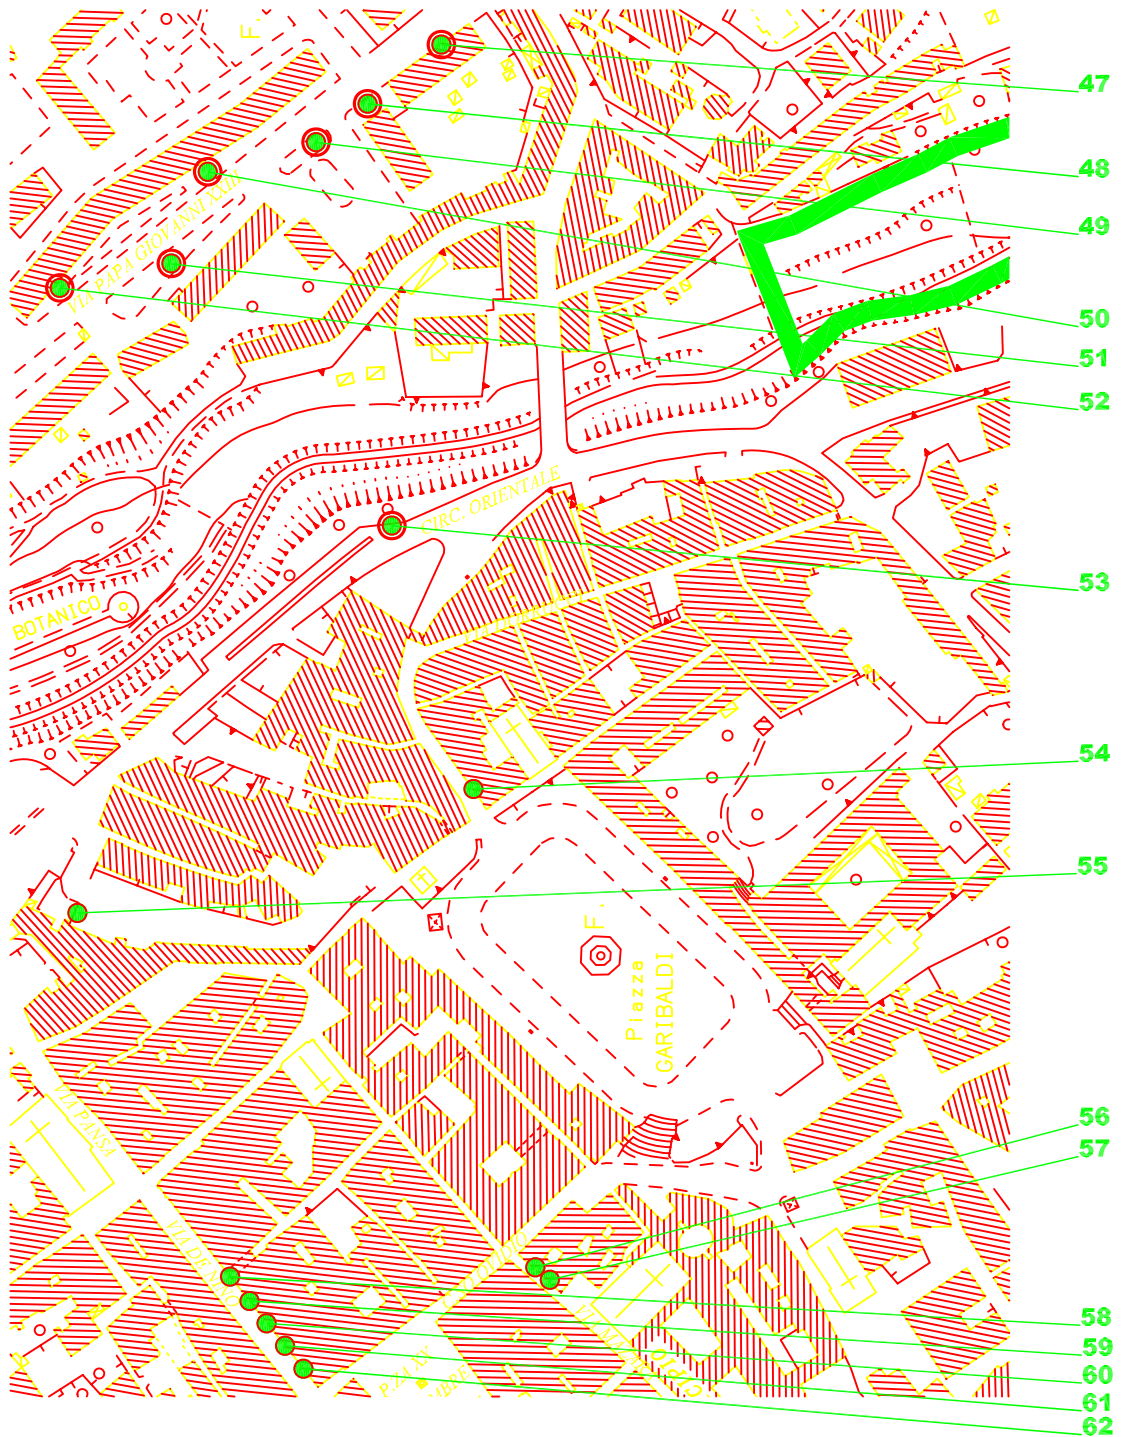 F.
47
48
VIA PAPA GIOVANNI XXIII
49
50
51
52
CIRC. ORIENTALE
53
BOTANICO
54
55
F.
Piazza
GARIBALDI
VIA PANSA
56
57
58
59
60
61
62